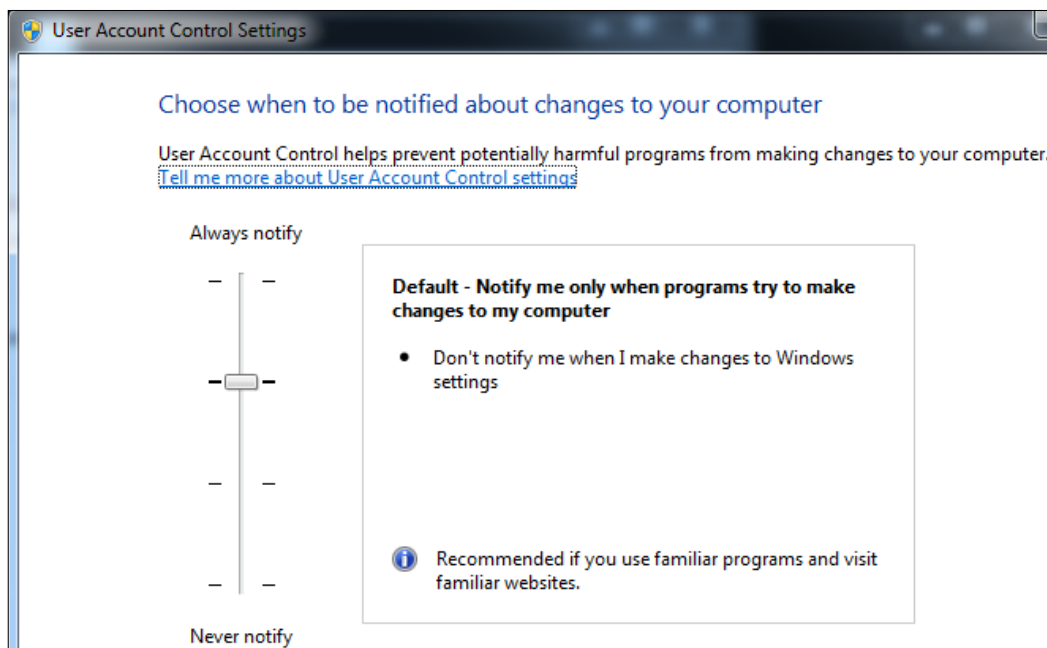 User Account Control Settings
Choose when to be notified about changes to your computer
User Account Control helps prevent potentially harmful programs from making changes to your computer.
Tell me more about User Account Control settings
Always notify
Default - Notify me only when programs try to make
changes to my computer
• Don't notify me when I make changes to Windows
settings
Recommended if you use familiar programs and visit
familiar websites.
Never notify